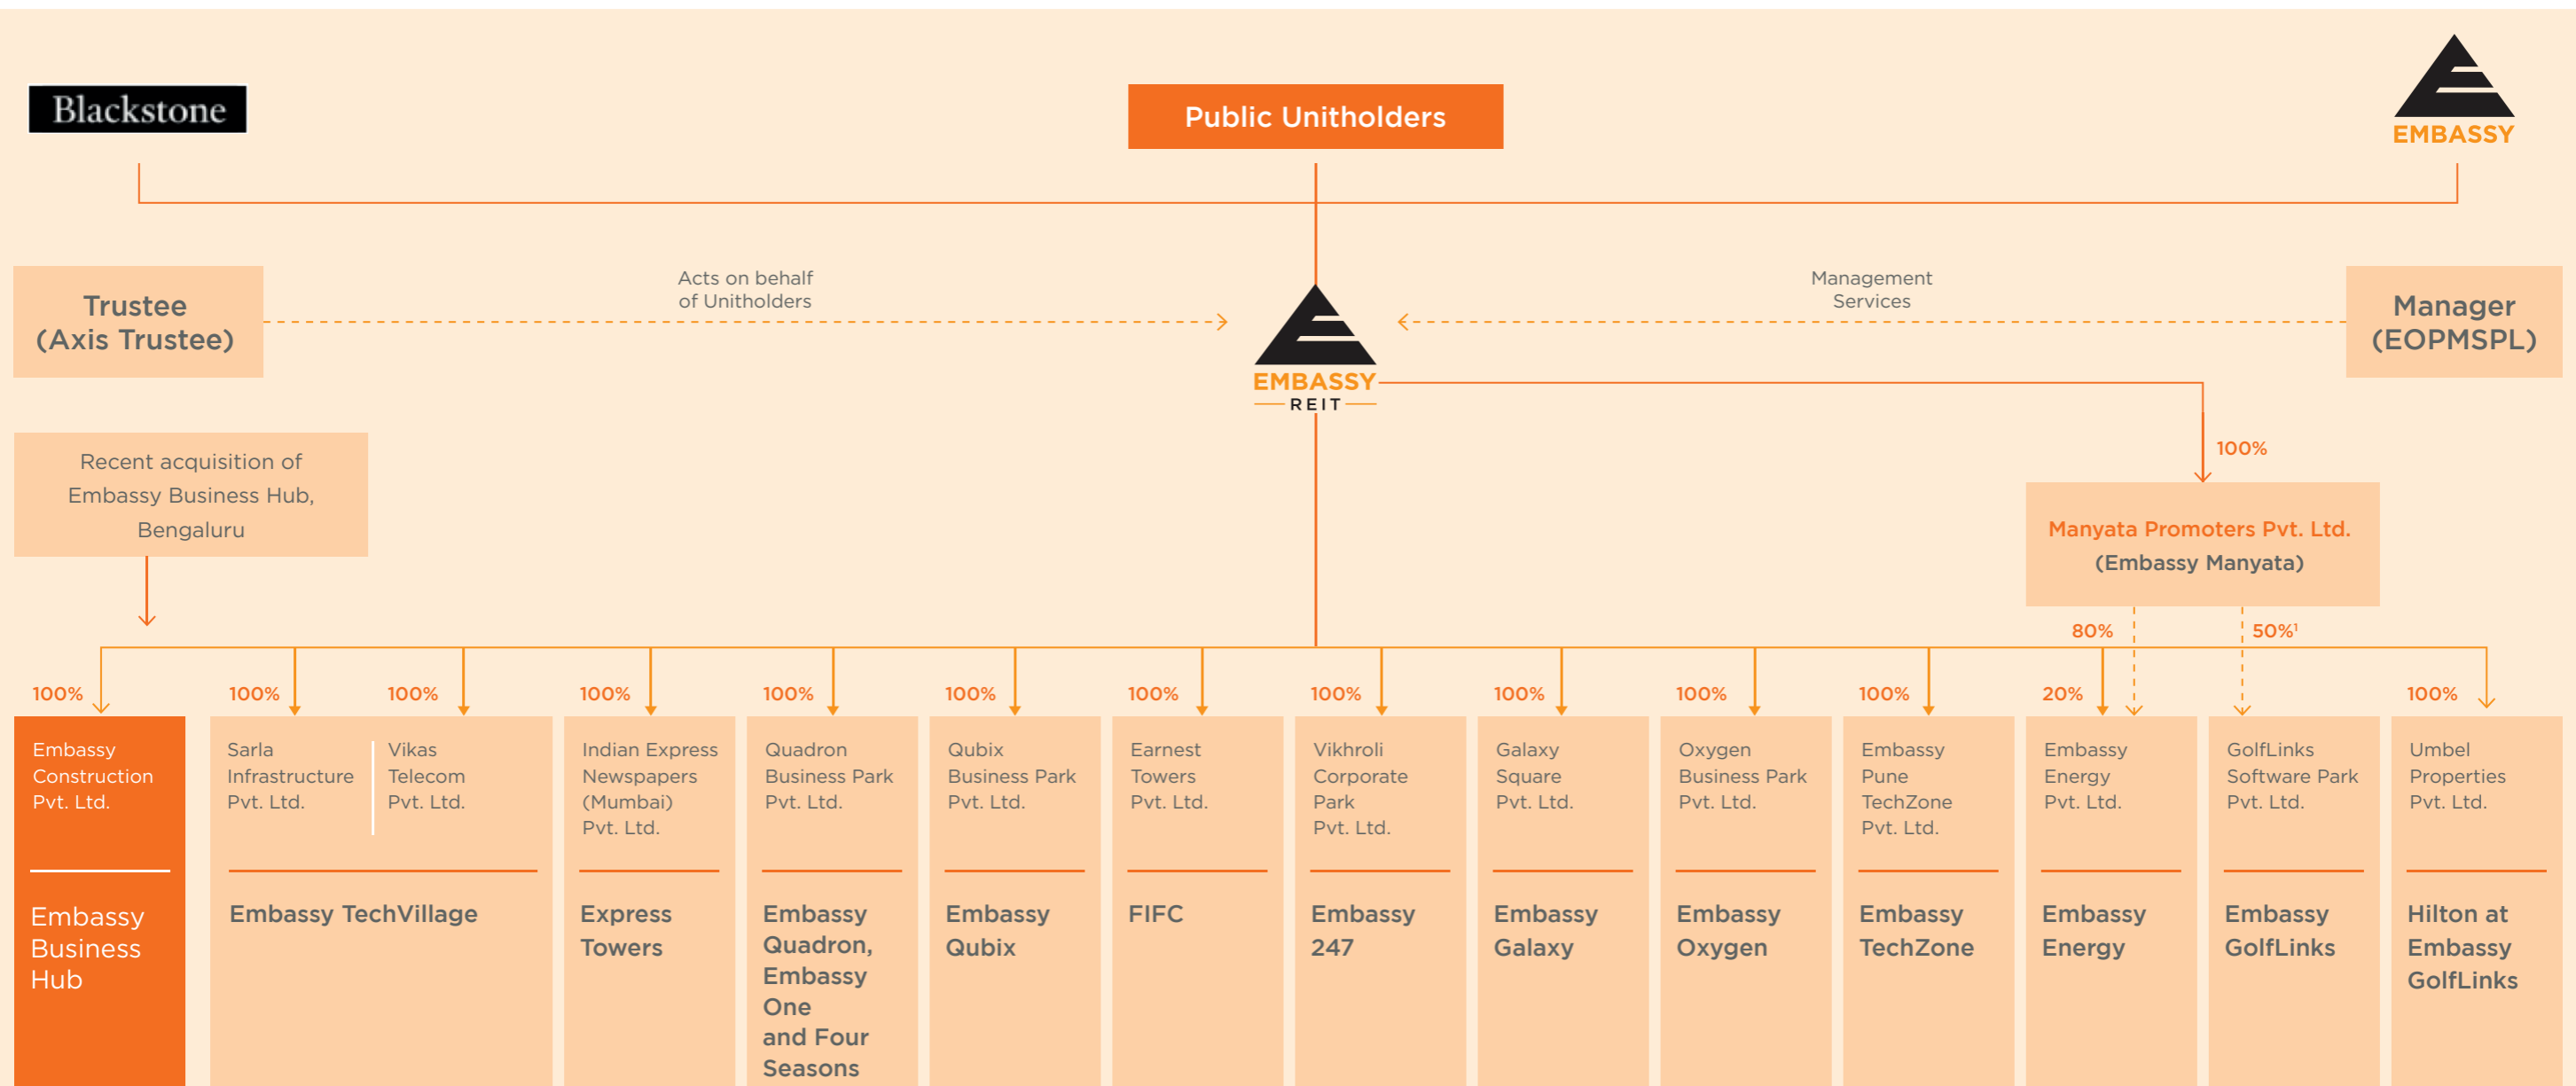 Blackstone
Public Unitholders
EMBASSY
Trustee
(Axis Trustee)
Acts on behalf
of Unitholders
EMBASSY
REIT
Management
Services
Manager
(EOPMSPL)
Recent acquisition of
Embassy Business Hub,
Bengaluru
100%
Manyata Promoters Pvt. Ltd.
(Embassy Manyata)
80%
50%¹
100%
Embassy
Construction
Pvt. Ltd.
Embassy
Business
Hub
100%
Sarla
Infrastructure
Pvt. Ltd.
100%
Vikas
Telecom
Pvt. Ltd.
Embassy TechVillage
100%
Indian Express
Newspapers
(Mumbai)
Pvt. Ltd.
Express
Towers
100%
Quadron
Business Park
Pvt. Ltd.
Embassy
Quadron,
Embassy
One
and Four
Seasons
100%
Qubix
Business Park
Pvt. Ltd.
Embassy
Qubix
100%
Earnest
Towers
Pvt. Ltd.
FIFC
100%
Vikhroli
Corporate
Park
Pvt. Ltd.
Embassy
247
100%
Galaxy
Square
Pvt. Ltd.
Embassy
Galaxy
100%
Oxygen
Business Park
Pvt. Ltd.
Embassy
Oxygen
100%
Embassy
Pune
TechZone
Pvt. Ltd.
Embassy
TechZone
20%
Embassy
Energy
Pvt. Ltd.
Embassy
Energy
GolfLinks
Software Park
Pvt. Ltd.
Embassy
GolfLinks
100%
Umbel
Properties
Pvt. Ltd.
Hilton at
Embassy
GolfLinks